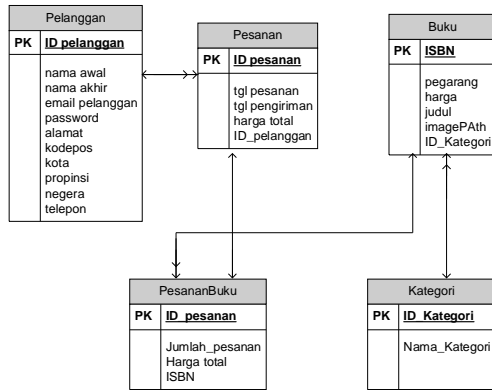 Pelanggan
PK ID pelanggan
nama awal
nama akhir
email pelanggan
password
alamat
kodepos
kota
propinsi
negera
telepon
Pesanan
PK ID pesanan
tgl pesanan
tgl pengiriman
harga total
ID_pelanggan
Buku
PK ISBN
pegarang
harga
judul
imagePAth
ID_Kategori
PesananBuku
PK ID_pesanan
Jumlah_pesanan
Harga total
ISBN
Kategori
PK ID_Kategori
Nama_Kategori